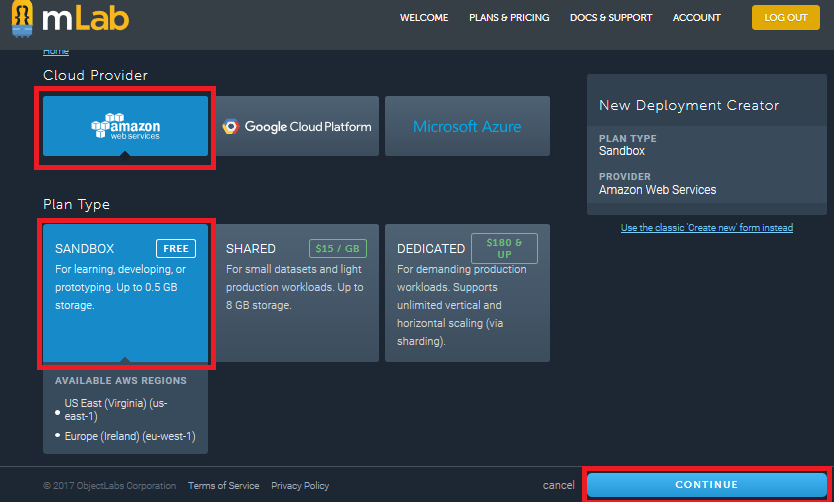 mLab
WELCOME
PLANS & PRICING
DOCS & SUPPORT
ACCOUNT
LOG OUT
Home
Cloud Provider
amazon
web services
Google Cloud Platform
Microsoft Azure
Plan Type
SANDBOX
FREE
For learning, developing, or
prototyping. Up to 0.5 GB
storage.
SHARED
$15 / GB
For small datasets and light
production workloads. Up to
8 GB storage.
DEDICATED
$180 &
UP
For demanding production
workloads. Supports
unlimited vertical and
horizontal scaling (via
sharding).
AVAILABLE AWS REGIONS
US East (Virginia) (us-
east-1)
Europe (Ireland) (eu-west-1)
New Deployment Creator
PLAN TYPE
Sandbox
PROVIDER
Amazon Web Services
Use the classic 'Create new' form instead
© 2017 ObjectLabs Corporation
Terms of Service
Privacy Policy
cancel
CONTINUE